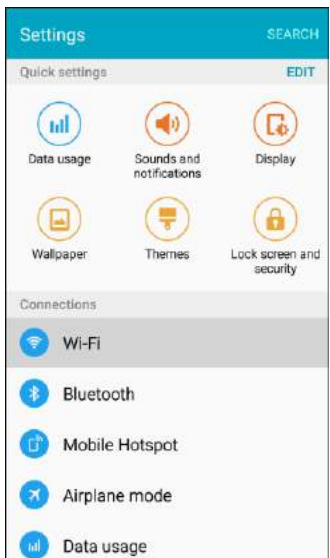 Settings SEARCH
Quick settings EDIT
Data usage
Sounds and
notifications
Display
Wallpaper
Themes
Lock screen and
security
Connections
Wi-Fi
Bluetooth
Mobile Hotspot
Airplane mode
Data usage